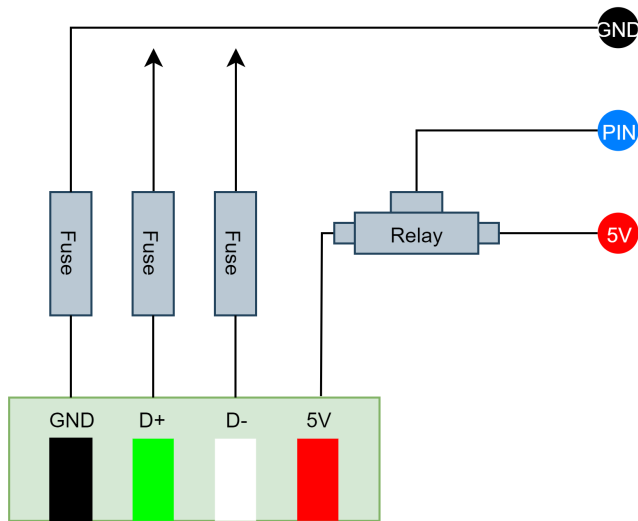 GND
PIN
Fuse
Fuse
Fuse
Relay
5V
GND D+ D- 5V